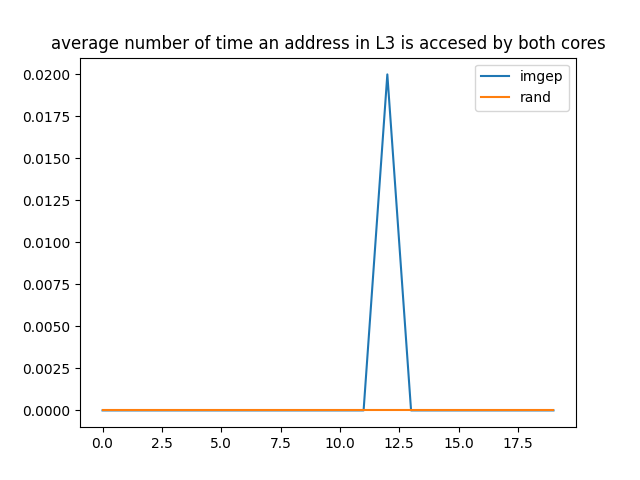 average number of time an address in L3 is accesed by both cores
imgep
rand
0.0200
0.0175
0.0150
0.0125
0.0100
0.0075
0.0050
0.0025
0.0000
0.0 2.5 5.0 7.5 10.0 12.5 15.0 17.5